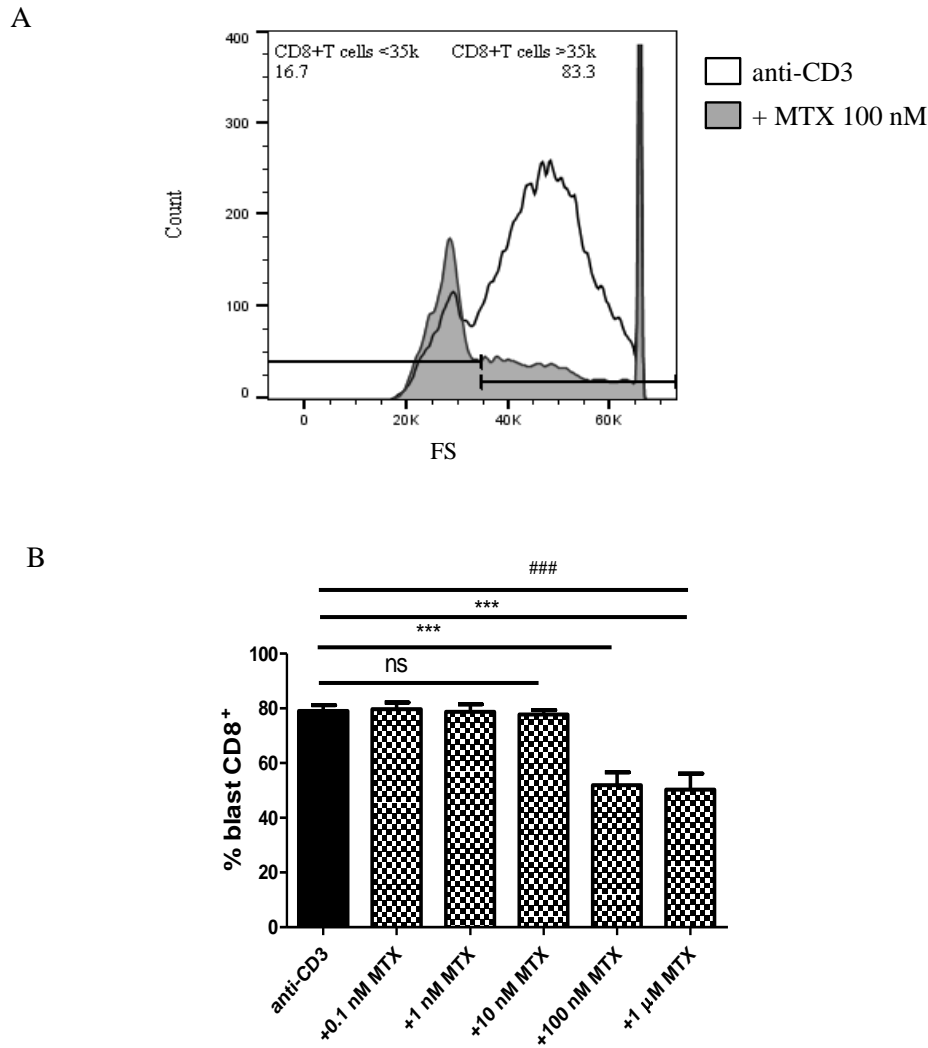 A
CD8+T cells <35k CD8+T cells >35k
16.7 83.3
anti-CD3
+ MTX 100 nM
400
300
200
100
0
Count
0 20K 40K 60K
FS
B
###
***
***
ns
100
80
60
40
20
0
% blast CD8+
anti-CD3
+0.1 nM MTX
+1 nM MTX
+10 nM MTX
+100 nM MTX
+1 µM MTX